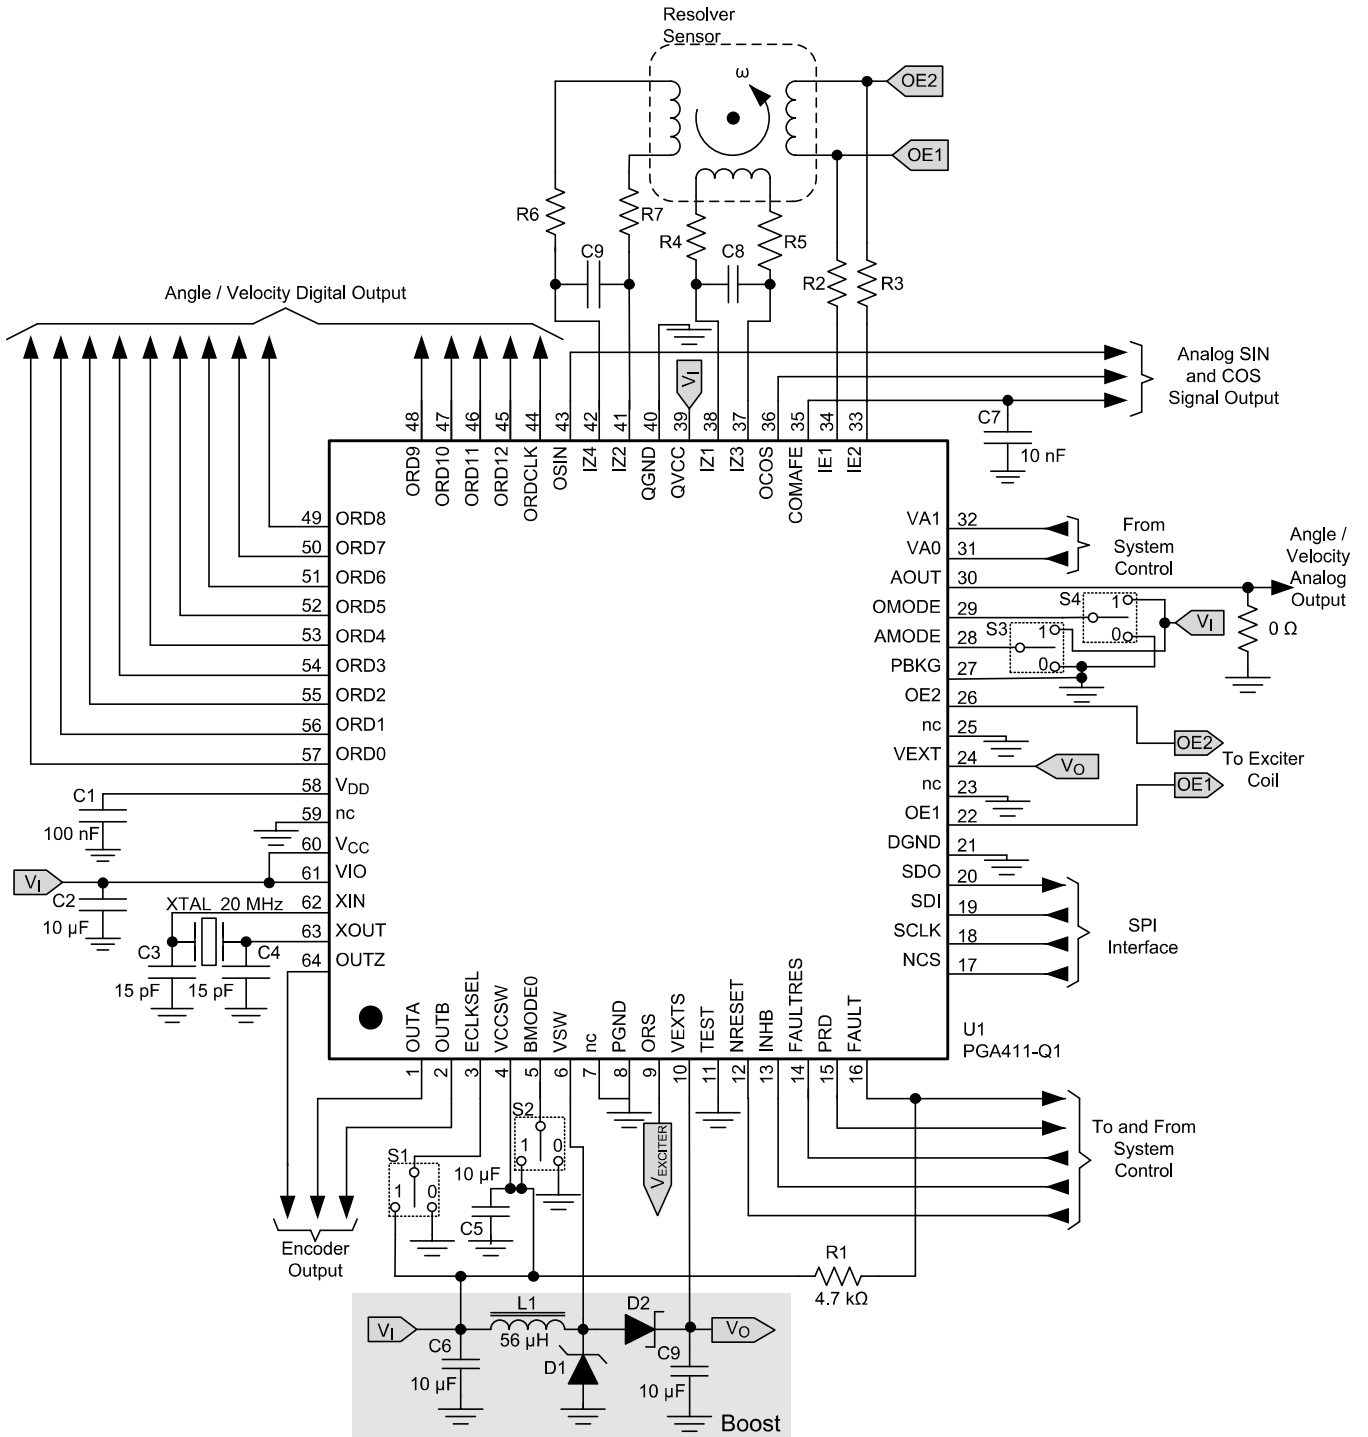 Resolver
Sensor
ω
OE2
OE1
R6
R7
R4
R5
C9
C8
R2
R3
Angle / Velocity Digital Output
Analog SIN
and COS
Signal Output
V_I
C7
10 nF
48 47 46 45 44 43 42 41 40 39 38 37 36 35 34 33
ORD9 ORD10 ORD11 ORD12 ORDCLK OSIN IZ4 IZ2 QGND QVCC IZ1 IZ3 OCOS COMAFE IE1 IE2
49 ORD8
50 ORD7
51 ORD6
52 ORD5
53 ORD4
54 ORD3
55 ORD2
56 ORD1
57 ORD0
58 V_DD
59 nc
60 V_CC
61 VIO
62 XIN
63 XOUT
64 OUTZ
VA1 32
VA0 31
AOUT 30
OMODE 29
AMODE 28
PBKG 27
OE2 26
nc 25
VEXT 24
nc 23
OE1 22
DGND 21
SDO 20
SDI 19
SCLK 18
NCS 17
From
System
Control
Angle /
Velocity
Analog
Output
S4
1
0
S3
1
0
V_I
0 Ω
OE2
V_O
OE1
To Exciter
Coil
SPI
Interface
C1
100 nF
V_I
C2
10 µF
XTAL 20 MHz
C3
C4
15 pF
15 pF
OUTA OUTB ECLKSEL VCCSW BMODE0 VSW nc PGND ORS VEXTS TEST NRESET INHB FAULTRES PRD FAULT
1 2 3 4 5 6 7 8 9 10 11 12 13 14 15 16
U1
PGA411-Q1
S2
1 0
S1
1 0
10 µF
C5
V_EXCITER
To and From
System
Control
Encoder
Output
R1
4.7 kΩ
V_I
L1
56 µH
D2
V_O
C6
10 µF
D1
C9
10 µF
Boost